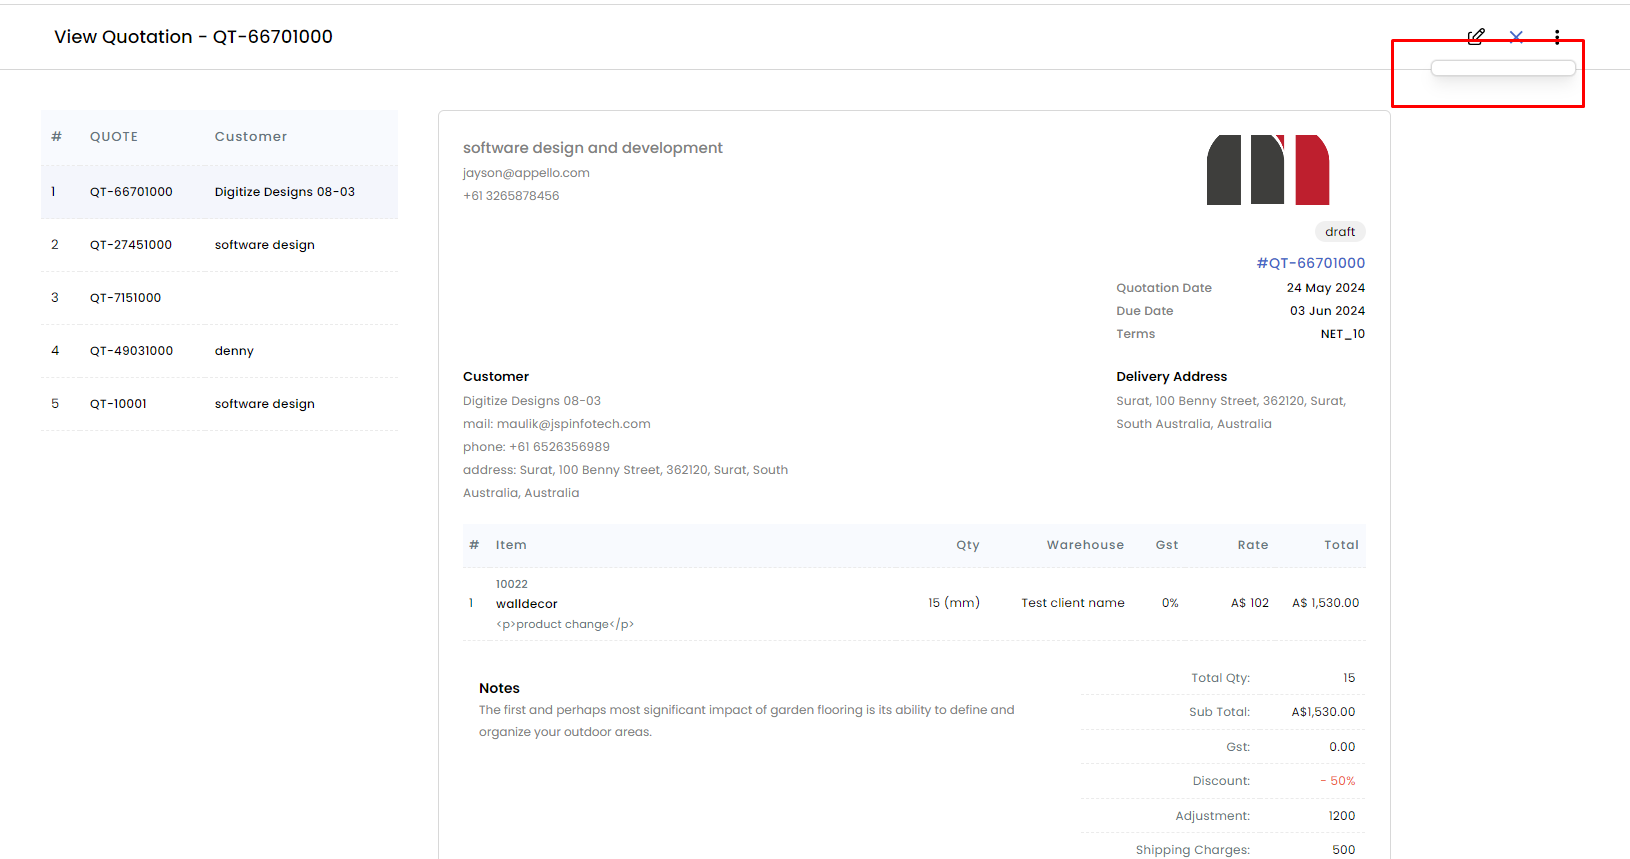 View Quotation - QT-66701000
# QUOTE Customer
1 QT-66701000 Digitize Designs 08-03
2 QT-27451000 software design
3 QT-7151000
4 QT-49031000 denny
5 QT-10001 software design
software design and development
jayson@appello.com
+61 3265878456
draft
#QT-66701000
Quotation Date 24 May 2024
Due Date 03 Jun 2024
Terms NET_10
Customer
Digitize Designs 08-03
mail: maulik@jspinfotech.com
phone: +61 6526356989
address: Surat, 100 Benny Street, 362120, Surat, South
Australia, Australia
Delivery Address
Surat, 100 Benny Street, 362120, Surat,
South Australia, Australia
# Item Qty Warehouse Gst Rate Total
10022
1 walldecor 15 (mm) Test client name 0% A$ 102 A$ 1,530.00
<p>product change</p>
Notes
The first and perhaps most significant impact of garden flooring is its ability to define and
organize your outdoor areas.
Total Qty: 15
Sub Total: A$1,530.00
Gst: 0.00
Discount: - 50%
Adjustment: 1200
Shipping Charges: 500